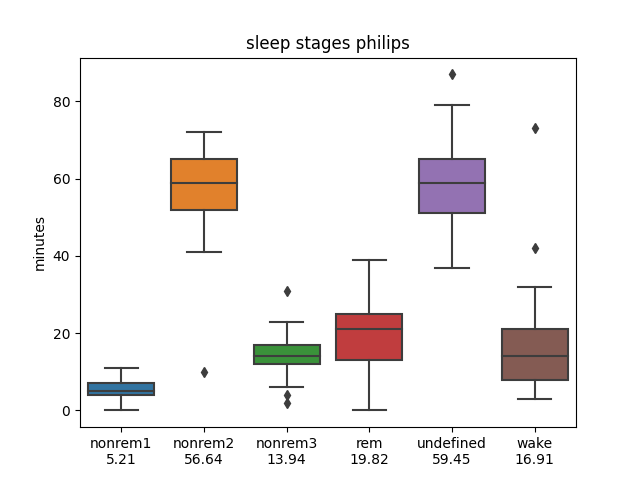 sleep stages philips
minutes
80
60
40
20
0
nonrem1 nonrem2 nonrem3 rem undefined wake
5.21 56.64 13.94 19.82 59.45 16.91